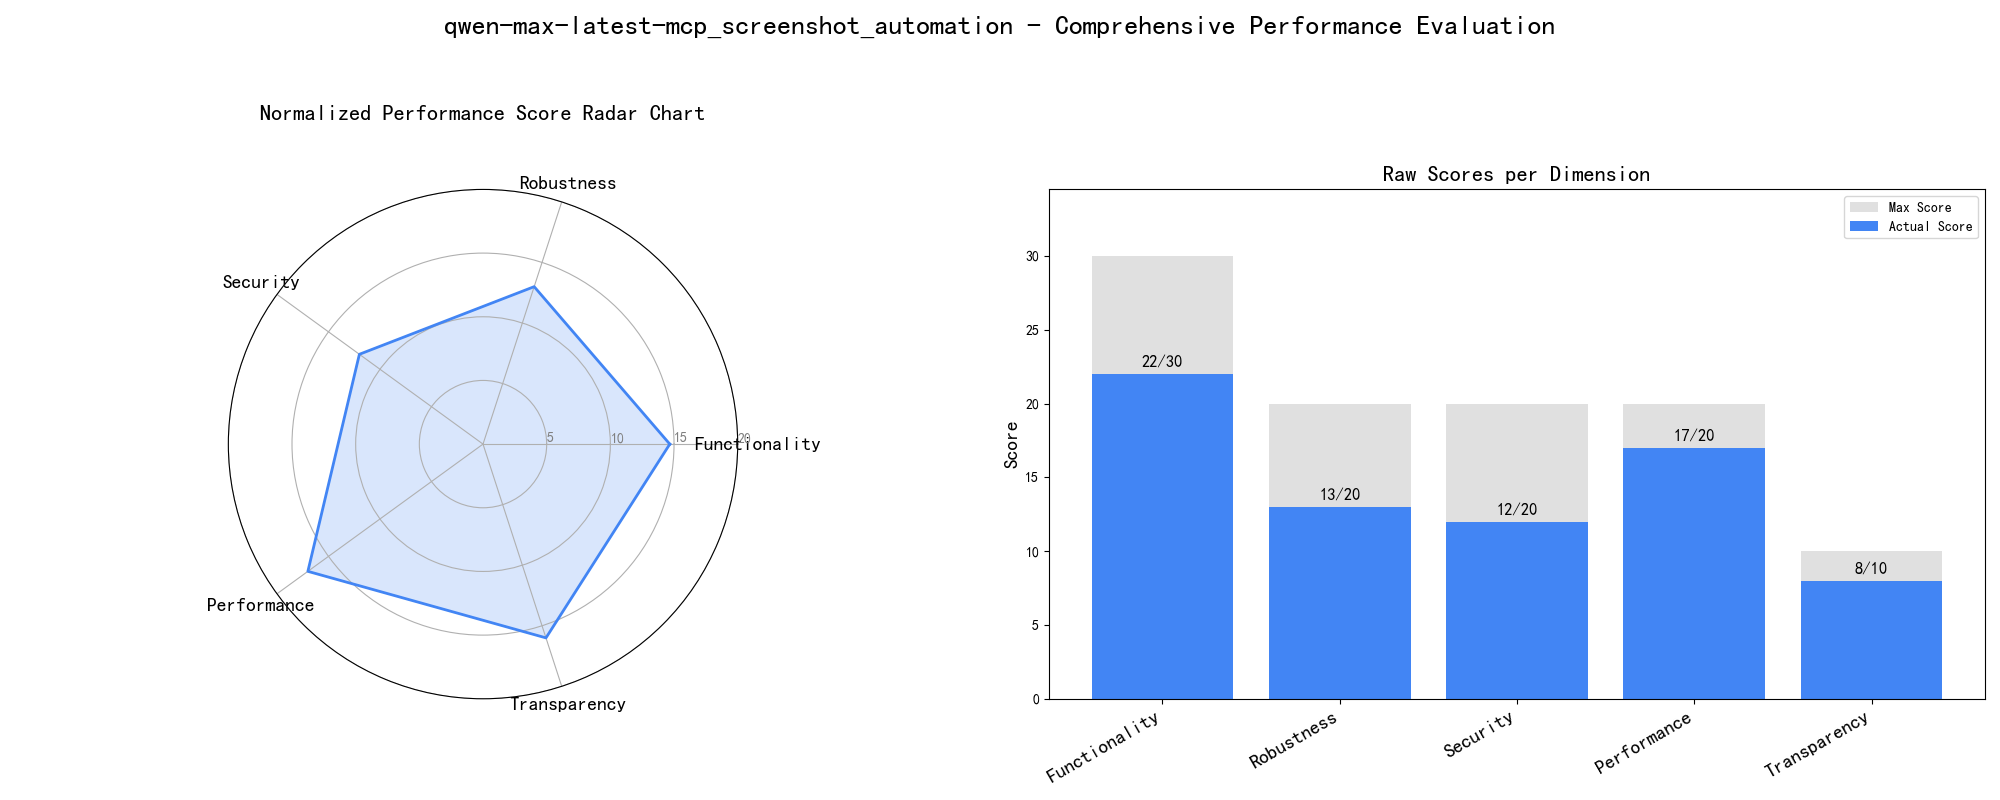 qwen-max-latest-mcp_screenshot_automation - Comprehensive Performance Evaluation
Normalized Performance Score Radar Chart
Robustness
Security
5
10
15
20
Functionality
Performance
Transparency
Raw Scores per Dimension
Max Score
Actual Score
Score
30
25
20
15
10
5
0
22/30
13/20
12/20
17/20
8/10
Functionality
Robustness
Security
Performance
Transparency